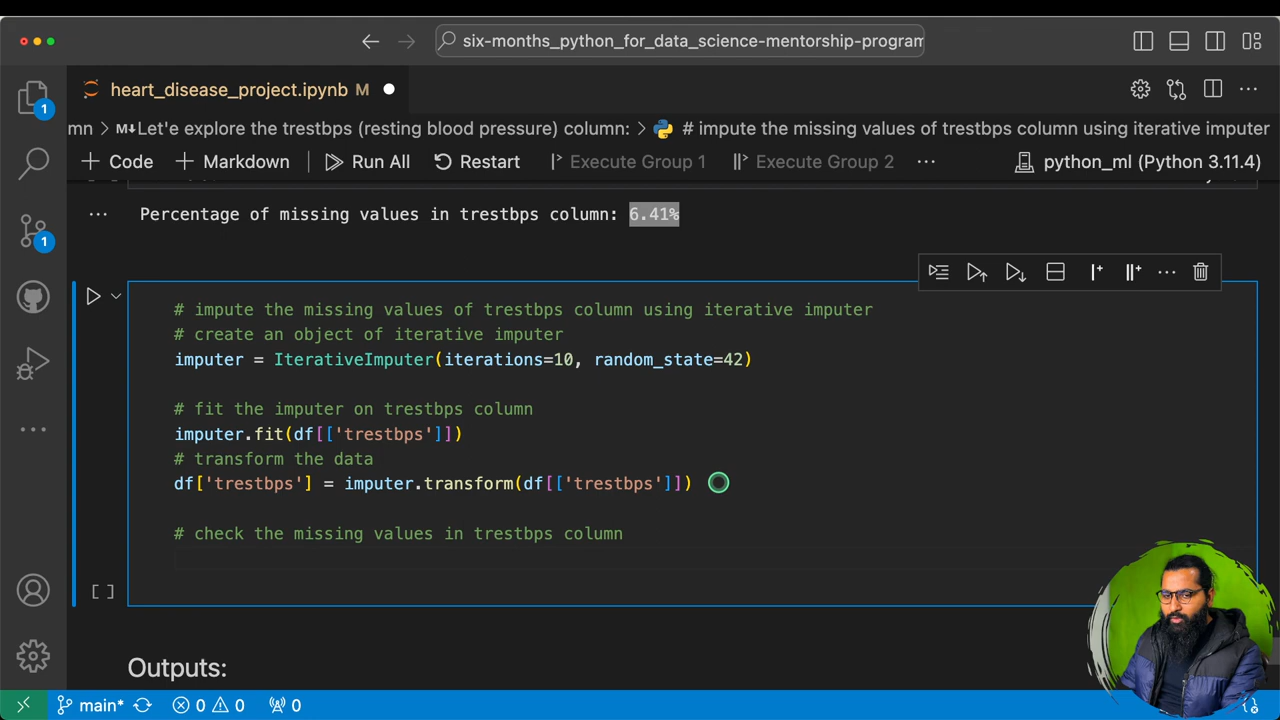 six-months_python_for_data_science-mentorship-program
heart_disease_project.ipynb M
mn > M↓Let'e explore the trestbps (resting blood pressure) column: > # impute the missing values of trestbps column using iterative imputer
+ Code + Markdown | Run All Restart Execute Group 1 Execute Group 2 ··· python_ml (Python 3.11.4)
··· Percentage of missing values in trestbps column: 6.41%
# impute the missing values of trestbps column using iterative imputer
# create an object of iterative imputer
imputer = IterativeImputer(iterations=10, random_state=42)
# fit the imputer on trestbps column
imputer.fit(df[['trestbps']])
# transform the data
df['trestbps'] = imputer.transform(df[['trestbps']])
# check the missing values in trestbps column
[ ]
Outputs:
main* 0 0 0
1
1